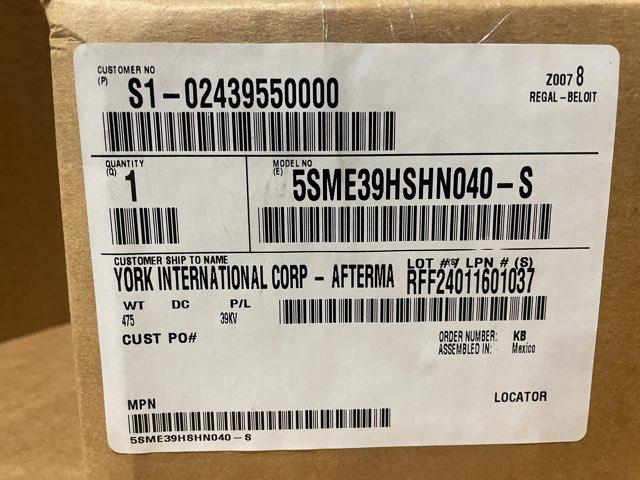 CUSTOMER NO
(P)
S1-02439550000
Z007 8
REGAL-BELOIT
QUANTITY
(Q)
1
MODEL NO
(E)
5SME39HSHN040-S
CUSTOMER SHIP TO NAME
YORK INTERNATIONAL CORP - AFTERMA
LOT #(S)/ LPN # (S)
RFF24011601037
WT DC P/L
475 39KV
CUST PO#
ORDER NUMBER: KB
ASSEMBLED IN: Mexico
MPN
LOCATOR
5SME39HSHN040-S